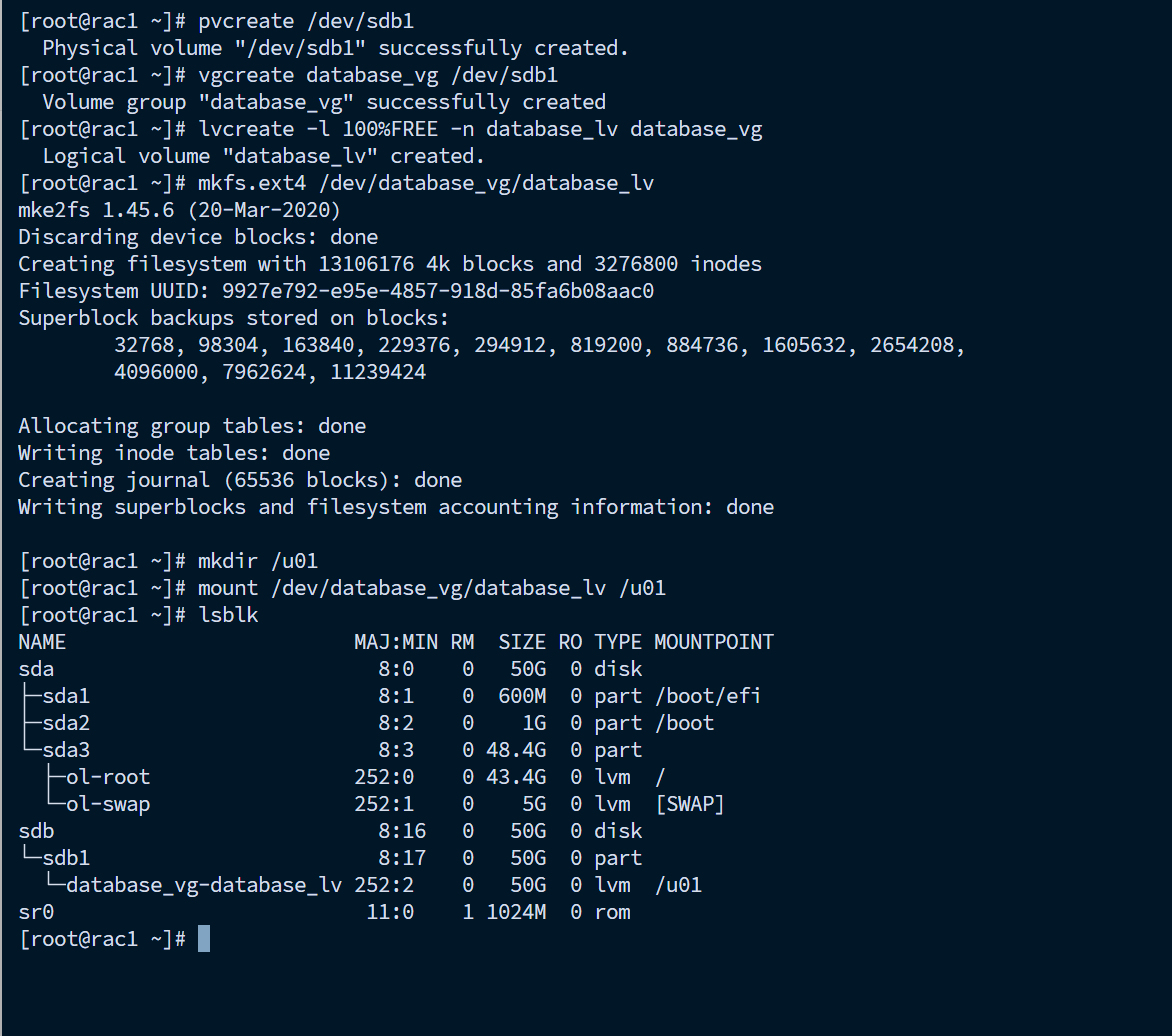 [root@rac1 ~]# pvcreate /dev/sdb1
  Physical volume "/dev/sdb1" successfully created.
[root@rac1 ~]# vgcreate database_vg /dev/sdb1
  Volume group "database_vg" successfully created
[root@rac1 ~]# lvcreate -l 100%FREE -n database_lv database_vg
  Logical volume "database_lv" created.
[root@rac1 ~]# mkfs.ext4 /dev/database_vg/database_lv
mke2fs 1.45.6 (20-Mar-2020)
Discarding device blocks: done
Creating filesystem with 13106176 4k blocks and 3276800 inodes
Filesystem UUID: 9927e792-e95e-4857-918d-85fa6b08aac0
Superblock backups stored on blocks:
        32768, 98304, 163840, 229376, 294912, 819200, 884736, 1605632, 2654208,
        4096000, 7962624, 11239424

Allocating group tables: done
Writing inode tables: done
Creating journal (65536 blocks): done
Writing superblocks and filesystem accounting information: done

[root@rac1 ~]# mkdir /u01
[root@rac1 ~]# mount /dev/database_vg/database_lv /u01
[root@rac1 ~]# lsblk
NAME                        MAJ:MIN RM  SIZE RO TYPE MOUNTPOINT
sda                           8:0    0   50G  0 disk
├─sda1                        8:1    0  600M  0 part /boot/efi
├─sda2                        8:2    0    1G  0 part /boot
└─sda3                        8:3    0 48.4G  0 part
  ├─ol-root                 252:0    0 43.4G  0 lvm  /
  └─ol-swap                 252:1    0    5G  0 lvm  [SWAP]
sdb                           8:16   0   50G  0 disk
└─sdb1                        8:17   0   50G  0 part
  └─database_vg-database_lv 252:2    0   50G  0 lvm  /u01
sr0                          11:0    1 1024M  0 rom
[root@rac1 ~]#